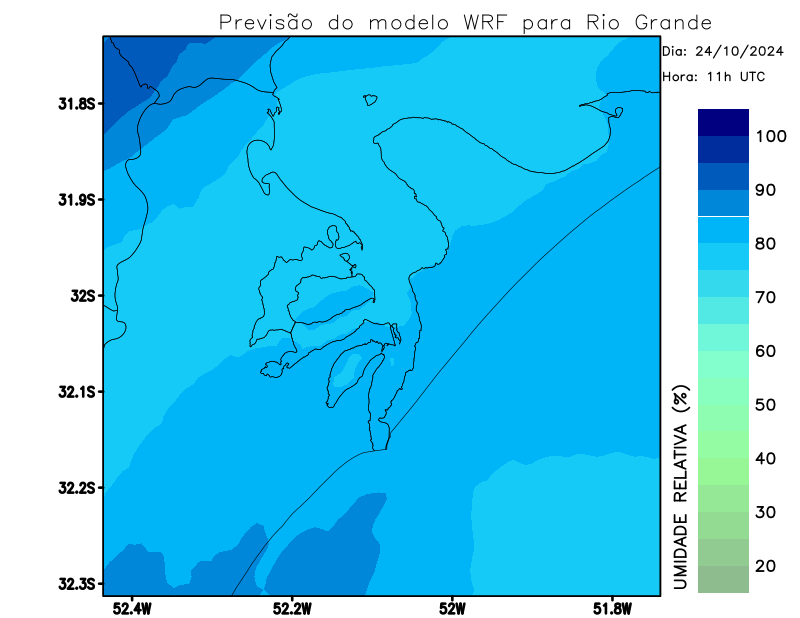 Previsão do modelo WRF para Rio Grande
Dia: 24/10/2024
Hora: 11h UTC
31.8S
31.9S
32S
32.1S
32.2S
32.3S
52.4W
52.2W
52W
51.8W
100
90
80
70
60
50
40
30
20
UMIDADE RELATIVA (%)